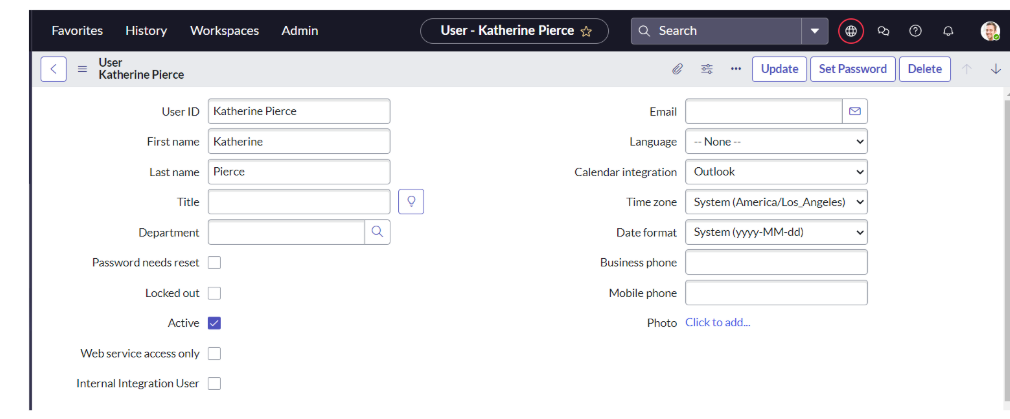 Favorites History Workspaces Admin User - Katherine Pierce Search
User
Katherine Pierce
Update Set Password Delete
User ID Katherine Pierce Email
First name Katherine Language -- None --
Last name Pierce Calendar integration Outlook
Title Time zone System (America/Los_Angeles)
Department Date format System (yyyy-MM-dd)
Password needs reset Business phone
Locked out Mobile phone
Active Photo Click to add...
Web service access only
Internal Integration User